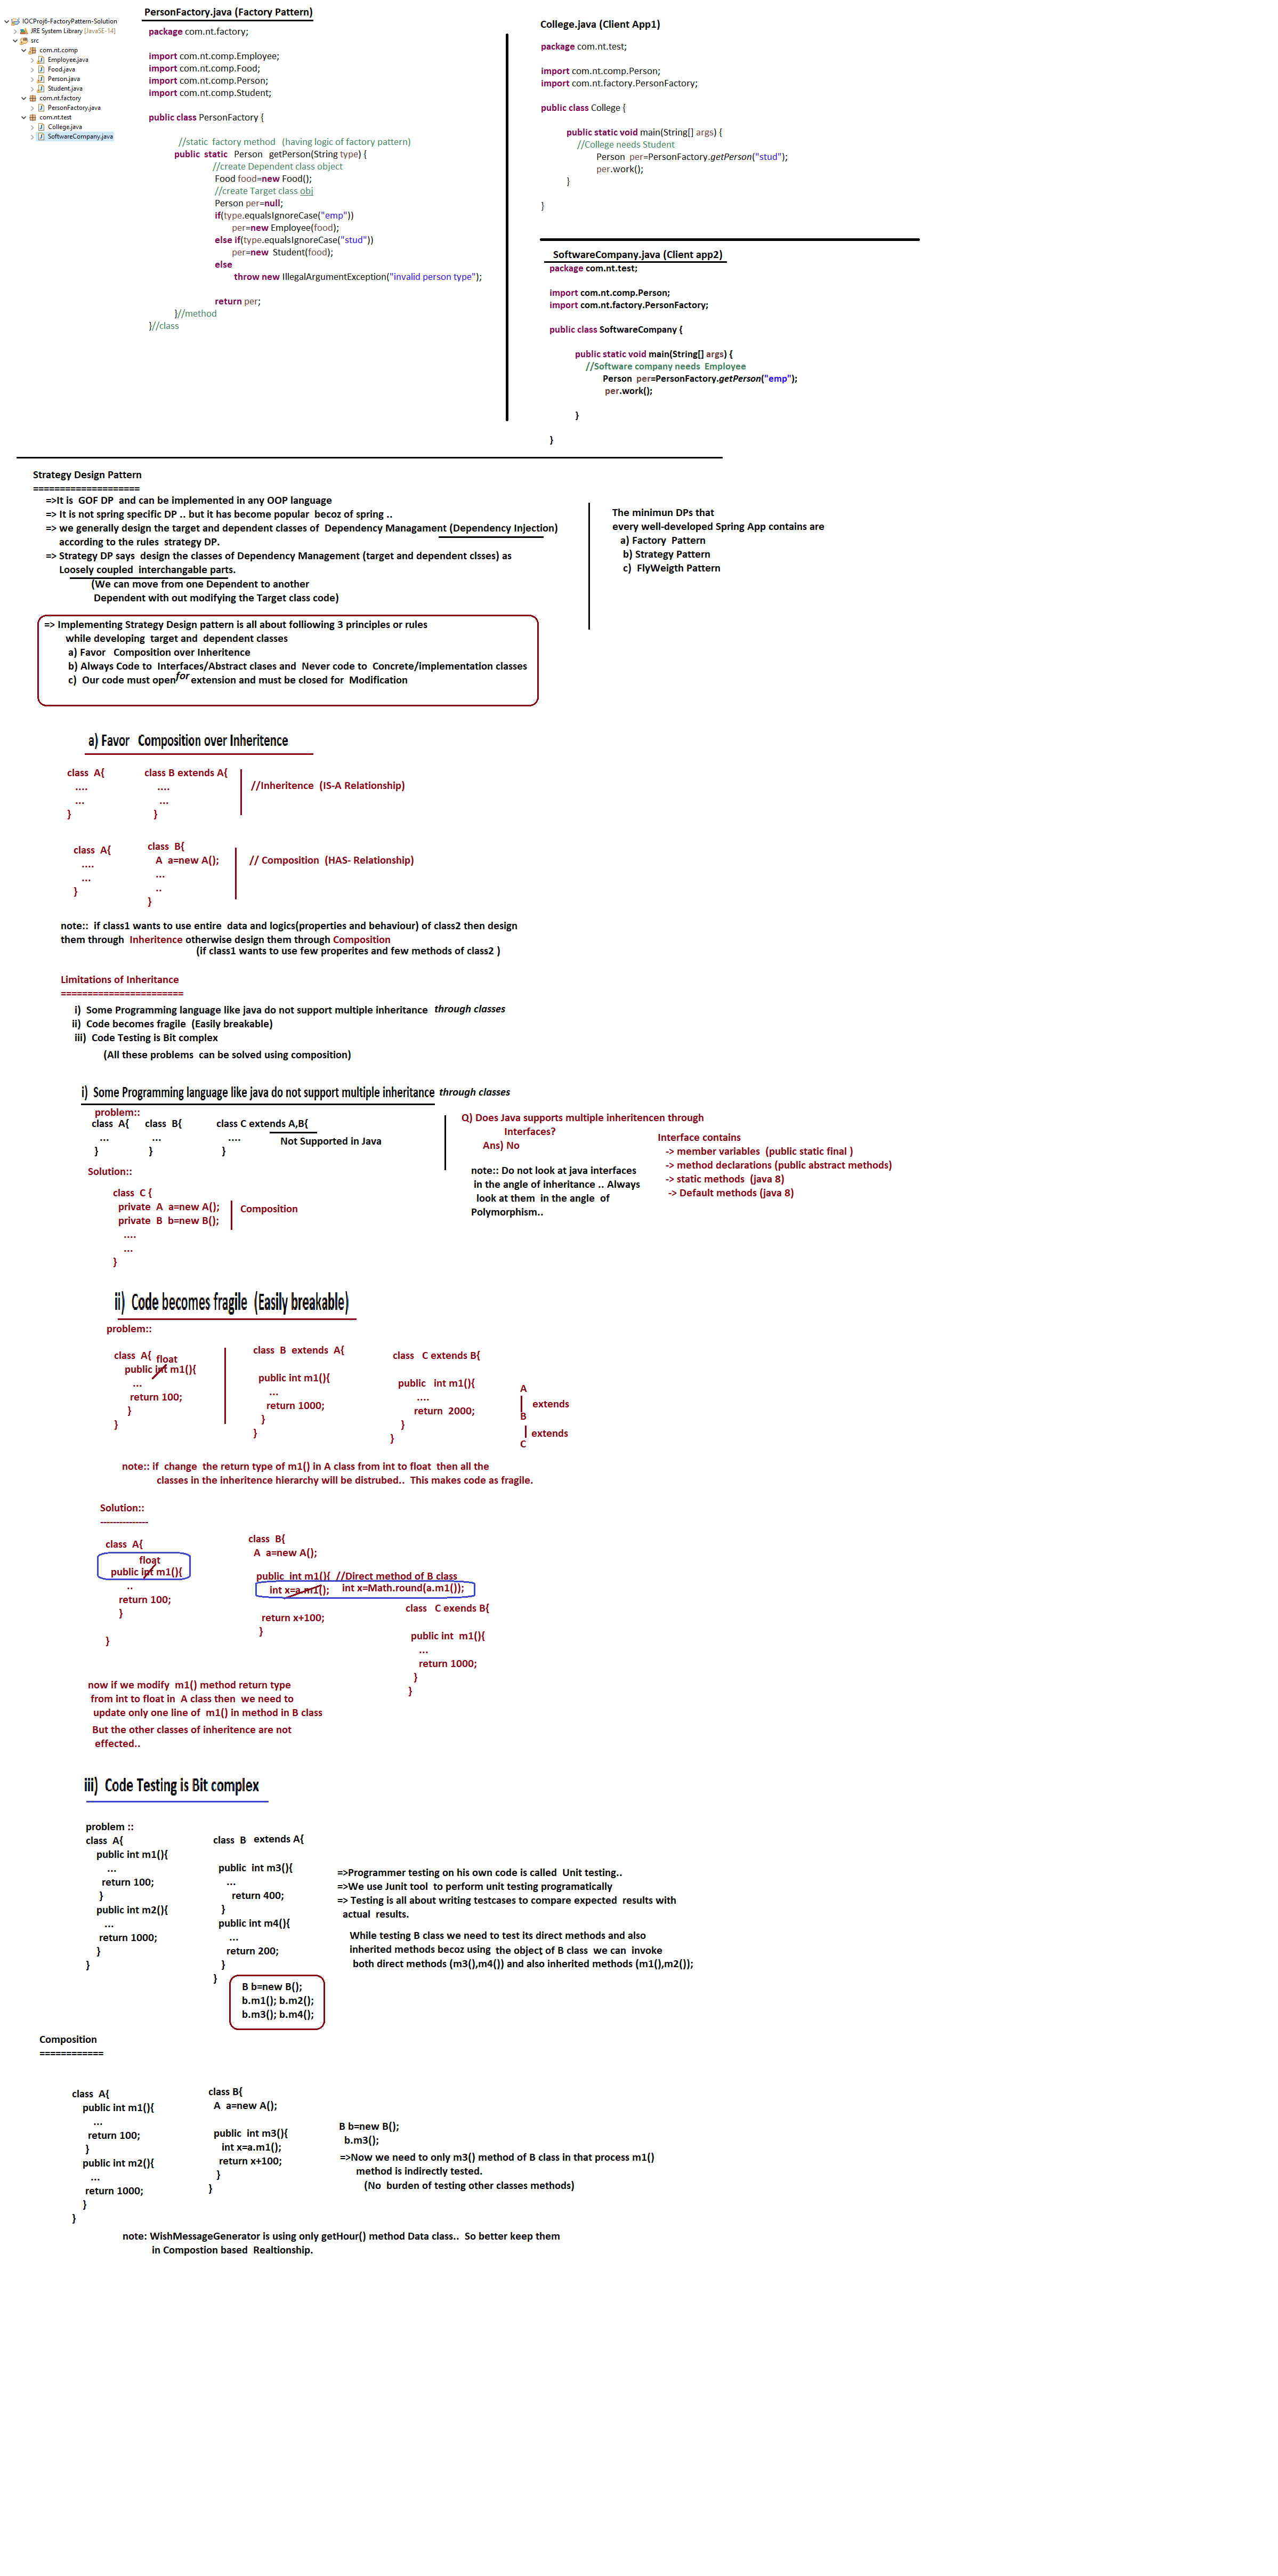 IOCProj6-FactoryPattern-Solution
JRE System Library [JavaSE-14]
src
com.nt.comp
Employee.java
Food.java
Person.java
Student.java
com.nt.factory
PersonFactory.java
com.nt.test
College.java
SoftwareCompany.java
PersonFactory.java (Factory Pattern)
package com.nt.factory;
import com.nt.comp.Employee;
import com.nt.comp.Food;
import com.nt.comp.Person;
import com.nt.comp.Student;
public class PersonFactory {
//static factory method (having logic of factory pattern)
public static Person getPerson(String type) {
//create Dependent class object
Food food=new Food();
//create Target class obj
Person per=null;
if(type.equalsIgnoreCase("emp"))
per=new Employee(food);
else if(type.equalsIgnoreCase("stud"))
per=new Student(food);
else
throw new IllegalArgumentException("invalid person type");
return per;
}//method
}//class
College.java (Client App1)
package com.nt.test;
import com.nt.comp.Person;
import com.nt.factory.PersonFactory;
public class College {
public static void main(String[] args) {
//College needs Student
Person per=PersonFactory.getPerson("stud");
per.work();
}
}
SoftwareCompany.java (Client app2)
package com.nt.test;
import com.nt.comp.Person;
import com.nt.factory.PersonFactory;
public class SoftwareCompany {
public static void main(String[] args) {
//Software company needs Employee
Person per=PersonFactory.getPerson("emp");
per.work();
}
}
Strategy Design Pattern
====================
=>It is GOF DP and can be implemented in any OOP language
=> It is not spring specific DP .. but it has become popular becoz of spring ..
=> we generally design the target and dependent classes of Dependency Managament (Dependency Injection)
according to the rules strategy DP.
=> Strategy DP says design the classes of Dependency Management (target and dependent clsses) as
Loosely coupled interchangable parts.
(We can move from one Dependent to another
Dependent with out modifying the Target class code)
The minimun DPs that
every well-developed Spring App contains are
a) Factory Pattern
b) Strategy Pattern
c) FlyWeigth Pattern
=> Implementing Strategy Design pattern is all about folliowing 3 principles or rules
while developing target and dependent classes
a) Favor Composition over Inheritence
b) Always Code to Interfaces/Abstract clases and Never code to Concrete/implementation classes
c) Our code must open for extension and must be closed for Modification
a) Favor Composition over Inheritence
class A{
....
...
}
class B extends A{
....
...
}
//Inheritence (IS-A Relationship)
class A{
....
...
}
class B{
A a=new A();
...
..
}
// Composition (HAS- Relationship)
note:: if class1 wants to use entire data and logics(properties and behaviour) of class2 then design
them through Inheritence otherwise design them through Composition
(if class1 wants to use few properites and few methods of class2 )
Limitations of Inheritance
=======================
i) Some Programming language like java do not support multiple inheritance through classes
ii) Code becomes fragile (Easily breakable)
iii) Code Testing is Bit complex
(All these problems can be solved using composition)
i) Some Programming language like java do not support multiple inheritance through classes
problem::
class A{
...
}
class B{
...
}
class C extends A,B{
....
}
Not Supported in Java
Solution::
class C {
private A a=new A();
private B b=new B();
....
...
}
Composition
Q) Does Java supports multiple inheritencen through
Interfaces?
Ans) No
note:: Do not look at java interfaces
in the angle of inheritance .. Always
look at them in the angle of
Polymorphism..
Interface contains
-> member variables (public static final )
-> method declarations (public abstract methods)
-> static methods (java 8)
-> Default methods (java 8)
ii) Code becomes fragile (Easily breakable)
problem::
class A{
float
public int m1(){
...
return 100;
}
}
class B extends A{
public int m1(){
...
return 1000;
}
}
class C extends B{
public int m1(){
....
return 2000;
}
}
A
extends
B
extends
C
note:: if change the return type of m1() in A class from int to float then all the
classes in the inheritence hierarchy will be distrubed.. This makes code as fragile.
Solution::
---------------
class A{
float
public int m1(){
..
return 100;
}
}
class B{
A a=new A();
public int m1(){ //Direct method of B class
int x=a.m1(); int x=Math.round(a.m1());
return x+100;
}
class C exends B{
public int m1(){
...
return 1000;
}
}
now if we modify m1() method return type
from int to float in A class then we need to
update only one line of m1() in method in B class
But the other classes of inheritence are not
effected..
iii) Code Testing is Bit complex
problem ::
class A{
public int m1(){
...
return 100;
}
public int m2(){
...
return 1000;
}
}
class B extends A{
public int m3(){
...
return 400;
}
public int m4(){
...
return 200;
}
}
B b=new B();
b.m1(); b.m2();
b.m3(); b.m4();
=>Programmer testing on his own code is called Unit testing..
=>We use Junit tool to perform unit testing programatically
=> Testing is all about writing testcases to compare expected results with
actual results.
While testing B class we need to test its direct methods and also
inherited methods becoz using the object of B class we can invoke
both direct methods (m3(),m4()) and also inherited methods (m1(),m2());
Composition
============
class A{
public int m1(){
...
return 100;
}
public int m2(){
...
return 1000;
}
}
class B{
A a=new A();
public int m3(){
int x=a.m1();
return x+100;
}
}
B b=new B();
b.m3();
=>Now we need to only m3() method of B class in that process m1()
method is indirectly tested.
(No burden of testing other classes methods)
note: WishMessageGenerator is using only getHour() method Data class.. So better keep them
in Compostion based Realtionship.